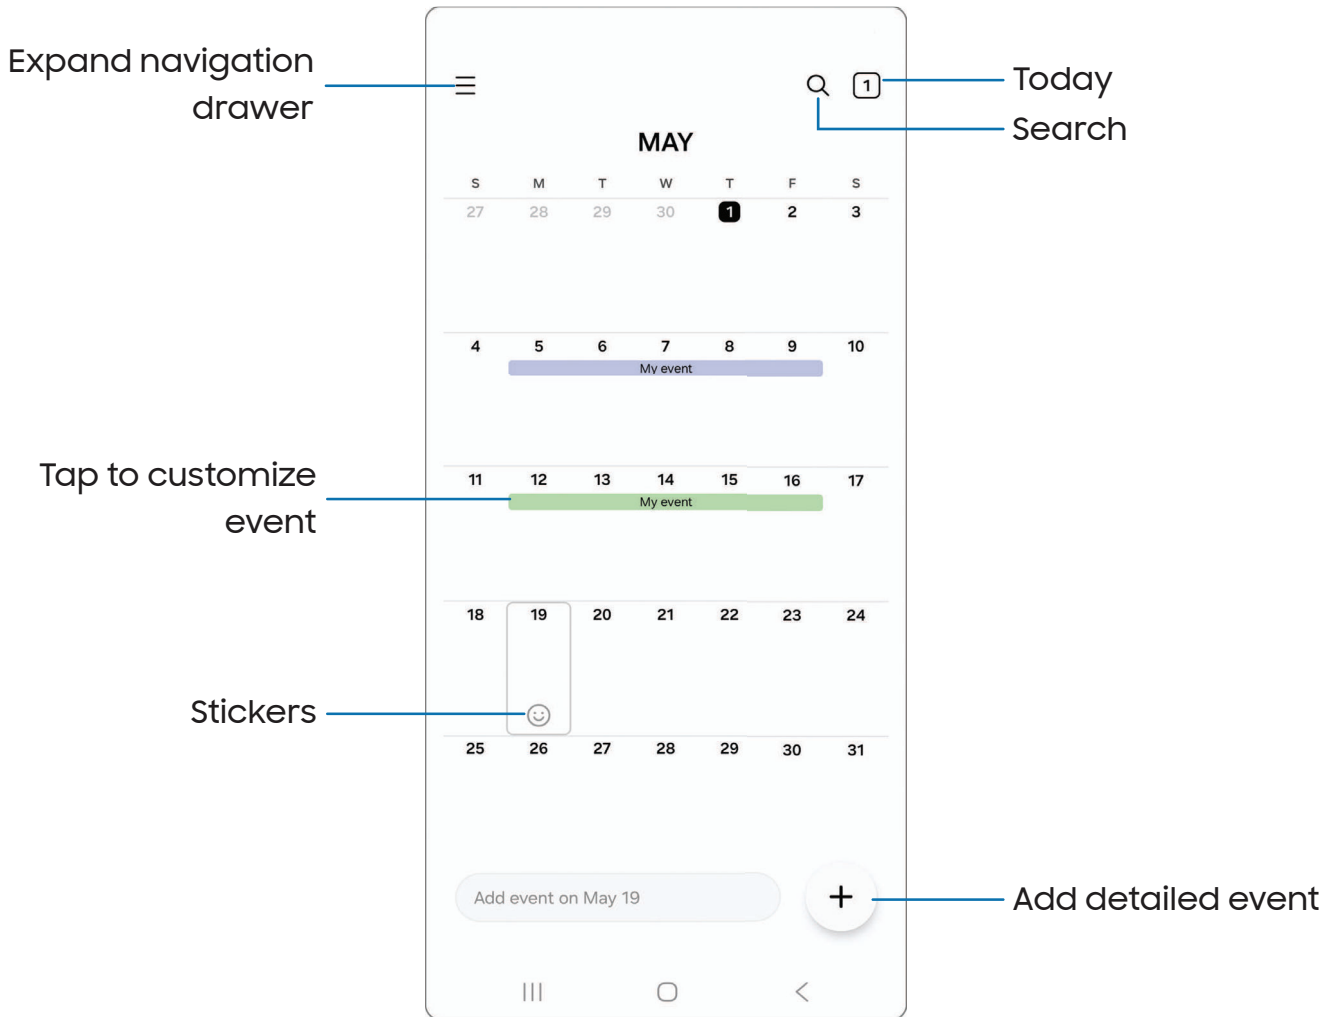 Expand navigation
drawer
1
Today
Search
MAY
S M T W T F S
27 28 29 30 1 2 3
4 5 6 7 8 9 10
My event
Tap to customize
event
11 12 13 14 15 16 17
My event
18 19 20 21 22 23 24
Stickers
25 26 27 28 29 30 31
Add event on May 19
Add detailed event